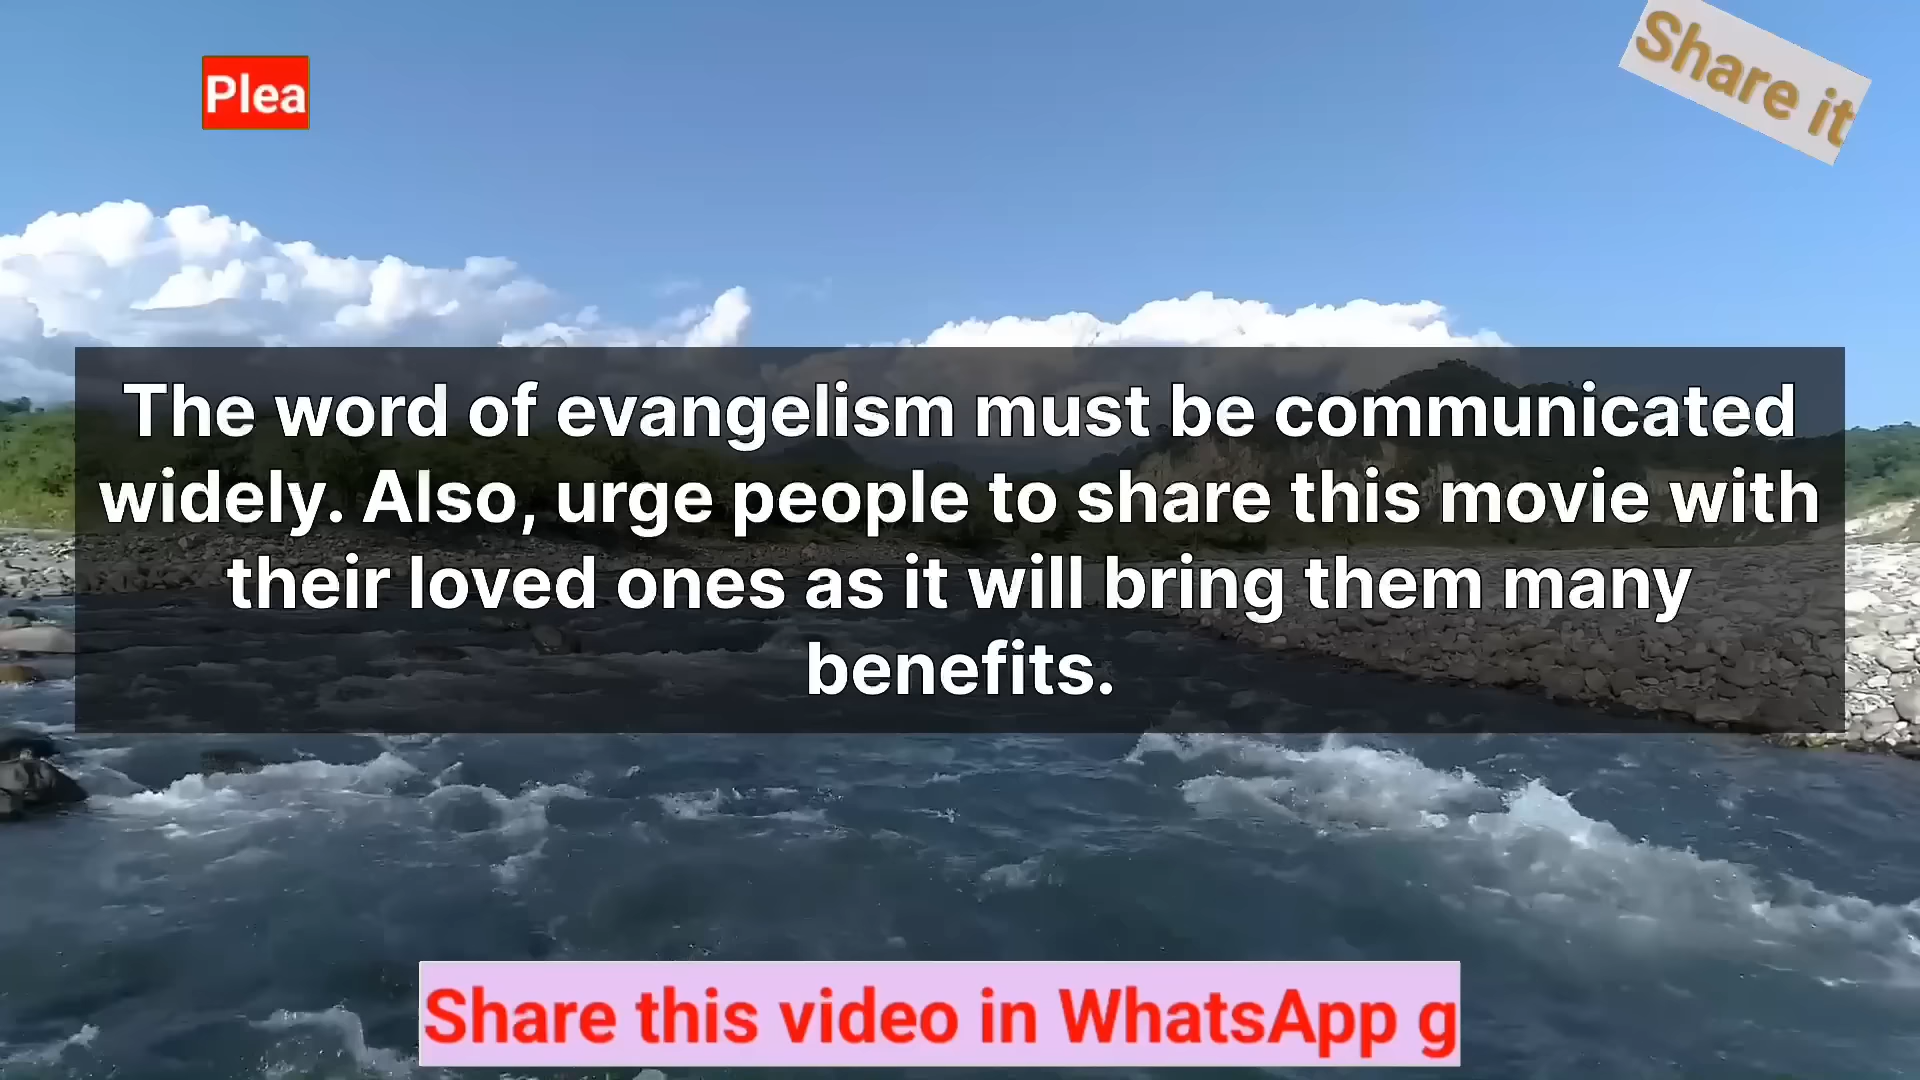 Plea
Share it
The word of evangelism must be communicated
widely. Also, urge people to share this movie with
their loved ones as it will bring them many
benefits.
Share this video in WhatsApp g